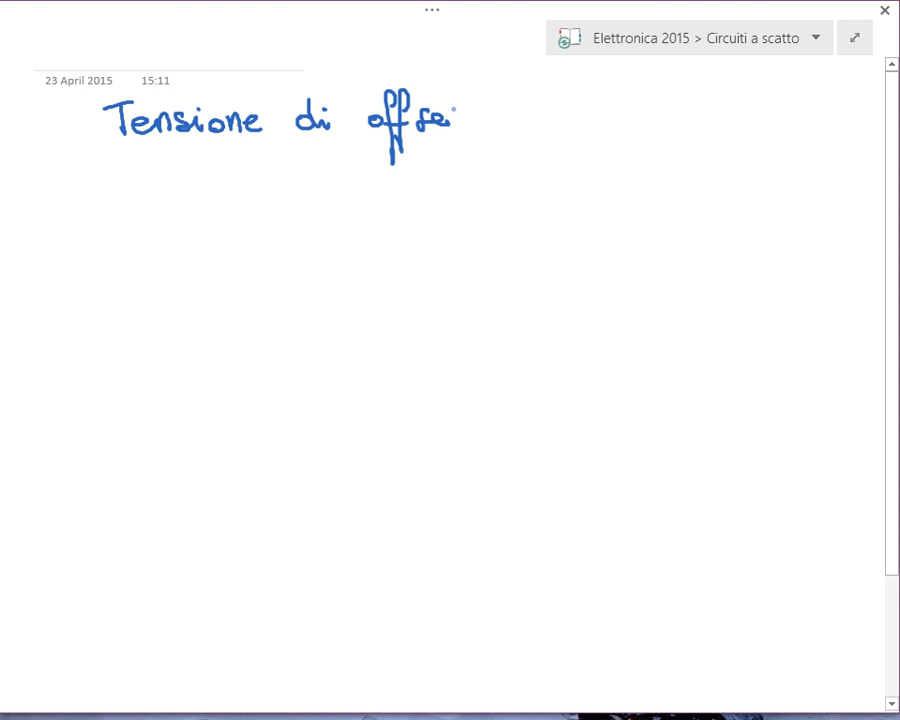 Elettronica 2015 > Circuiti a scatto
23 April 2015 15:11
Tensione di offse